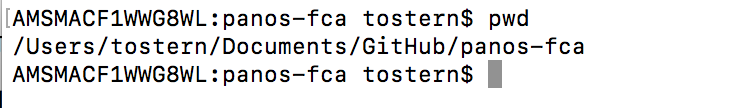 [AMSMACF1WWG8WL:panos-fca tostern$ pwd
/Users/tostern/Documents/GitHub/panos-fca
AMSMACF1WWG8WL:panos-fca tostern$